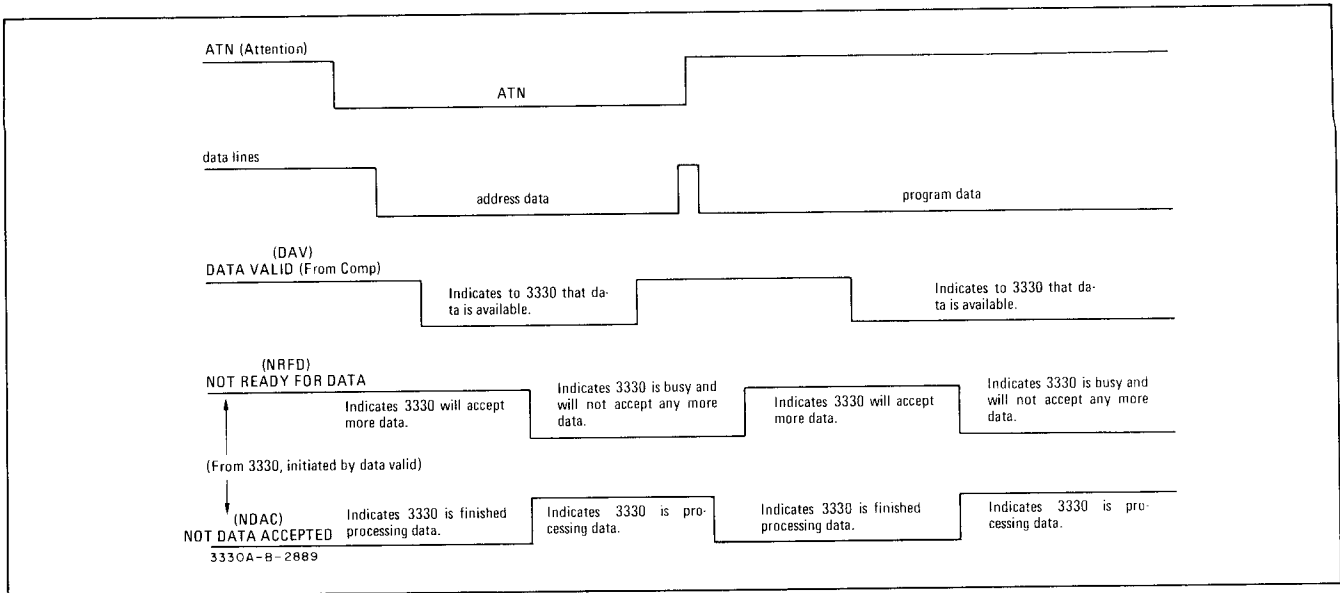 ATN (Attention)
ATN
data lines
address data
program data
(DAV)
DATA VALID (From Comp)
Indicates to 3330 that da-
ta is available.
Indicates to 3330 that da-
ta is available.
(NRFD)
NOT READY FOR DATA
Indicates 3330 will accept
more data.
Indicates 3330 is busy and
will not accept any more
data.
Indicates 3330 will accept
more data.
Indicates 3330 is busy and
will not accept any more
data.
(From 3330, initiated by data valid)
(NDAC)
NOT DATA ACCEPTED
Indicates 3330 is finished
processing data.
Indicates 3330 is pro-
cessing data.
Indicates 3330 is finished
processing data.
Indicates 3330 is pro-
cessing data.
3330A-B-2889